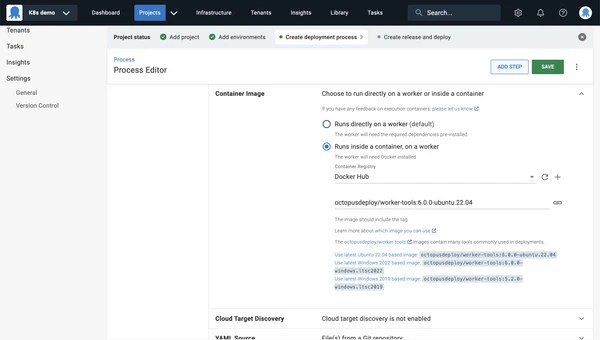 K8s demo Dashboard Projects Infrastructure Tenants Insights Library Tasks Search...
Tenants
Tasks
Insights
Settings
General
Version Control
Project status Add project Add environments Create deployment process Create release and deploy
Process
Process Editor
ADD STEP
SAVE
Container Image
Choose to run directly on a worker or inside a container
If you have any feedback on execution containers, please let us know
Runs directly on a worker (default)
The worker will need the required dependencies pre-installed.
Runs inside a container, on a worker
The worker will need Docker installed
Container Registry
Docker Hub
octopusdeploy/worker-tools:6.0.0-ubuntu.22.04
The image should include the tag
Learn more about which image you can use
The octopusdeploy/worker-tools images contain many tools commonly used in deployments.
Use latest Ubuntu 22.04 based image: octopusdeploy/worker-tools:6.0.0-ubuntu.22.04
Use latest Windows 2022 based image: octopusdeploy/worker-tools:6.0.0-
windows.ltsc2022
Use latest Windows 2019 based image: octopusdeploy/worker-tools:5.2.0-
windows.ltsc2019
Cloud Target Discovery
Cloud target discovery is not enabled
YAML Source
File(s) from a Git repository